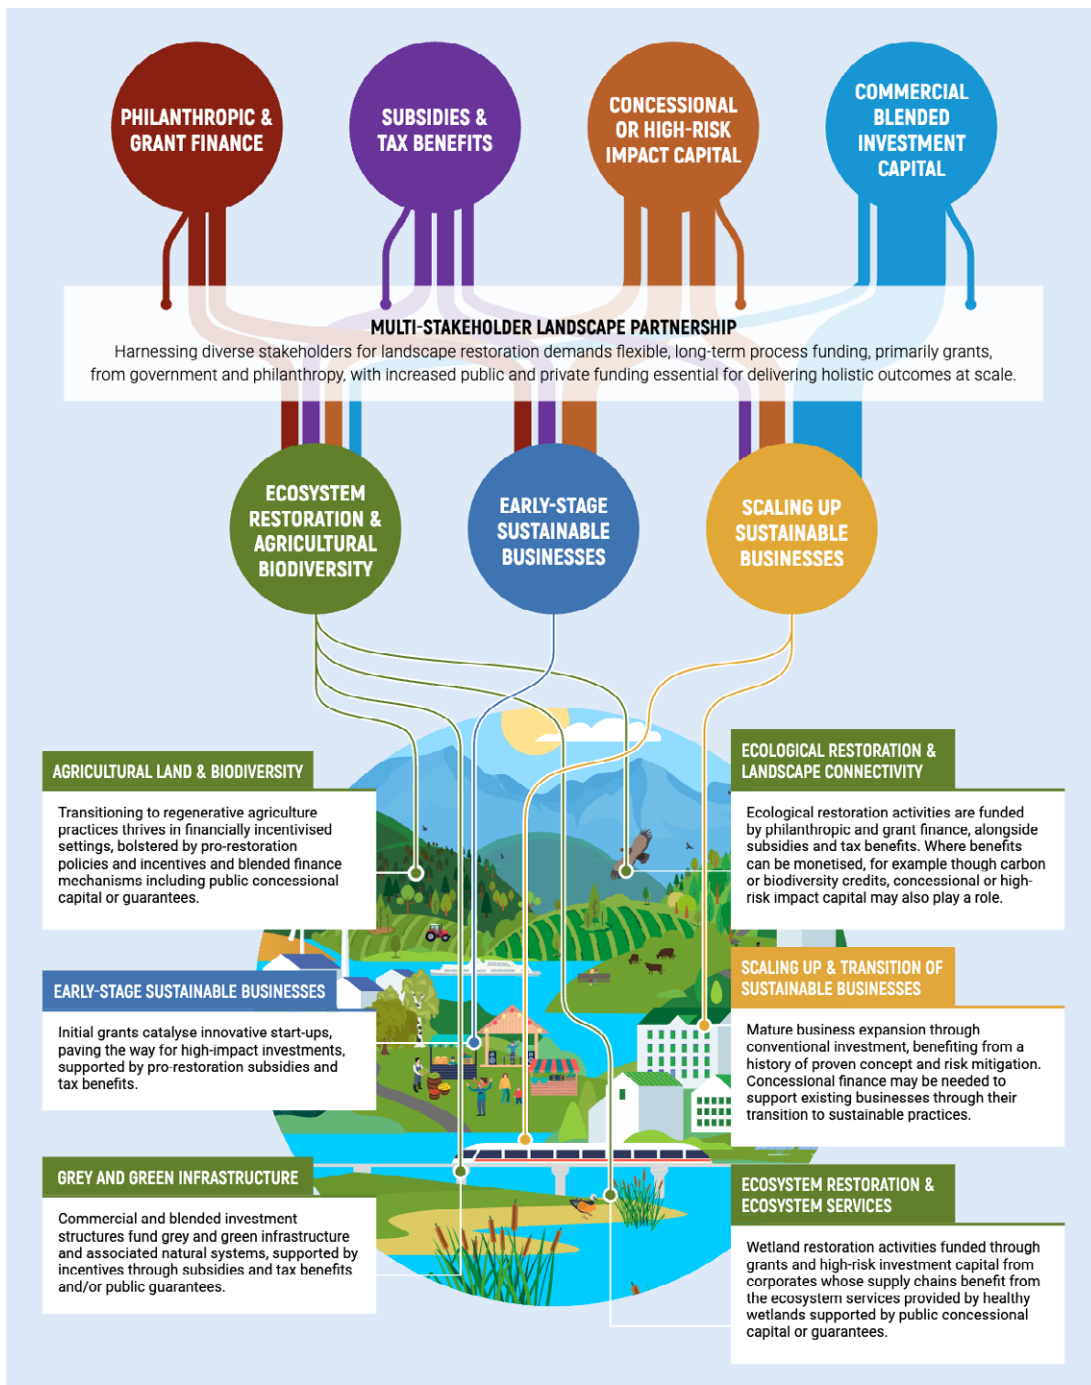 PHILANTHROPIC &
GRANT FINANCE
SUBSIDIES &
TAX BENEFITS
CONCESSIONAL
OR HIGH-RISK
IMPACT CAPITAL
COMMERCIAL
BLENDED
INVESTMENT
CAPITAL
MULTI-STAKEHOLDER LANDSCAPE PARTNERSHIP
Harnessing diverse stakeholders for landscape restoration demands flexible, long-term process funding, primarily grants,
from government and philanthropy, with increased public and private funding essential for delivering holistic outcomes at scale.
ECOSYSTEM
RESTORATION &
AGRICULTURAL
BIODIVERSITY
EARLY-STAGE
SUSTAINABLE
BUSINESSES
SCALING UP
SUSTAINABLE
BUSINESSES
AGRICULTURAL LAND & BIODIVERSITY
Transitioning to regenerative agriculture
practices thrives in financially incentivised
settings, bolstered by pro-restoration
policies and incentives and blended finance
mechanisms including public concessional
capital or guarantees.
ECOLOGICAL RESTORATION &
LANDSCAPE CONNECTIVITY
Ecological restoration activities are funded
by philanthropic and grant finance, alongside
subsidies and tax benefits. Where benefits
can be monetised, for example though carbon
or biodiversity credits, concessional or high-
risk impact capital may also play a role.
EARLY-STAGE SUSTAINABLE BUSINESSES
Initial grants catalyse innovative start-ups,
paving the way for high-impact investments,
supported by pro-restoration subsidies and
tax benefits.
SCALING UP & TRANSITION OF
SUSTAINABLE BUSINESSES
Mature business expansion through
conventional investment, benefiting from a
history of proven concept and risk mitigation.
Concessional finance may be needed to
support existing businesses through their
transition to sustainable practices.
GREY AND GREEN INFRASTRUCTURE
Commercial and blended investment
structures fund grey and green infrastructure
and associated natural systems, supported by
incentives through subsidies and tax benefits
and/or public guarantees.
ECOSYSTEM RESTORATION &
ECOSYSTEM SERVICES
Wetland restoration activities funded through
grants and high-risk investment capital from
corporates whose supply chains benefit from
the ecosystem services provided by healthy
wetlands supported by public concessional
capital or guarantees.